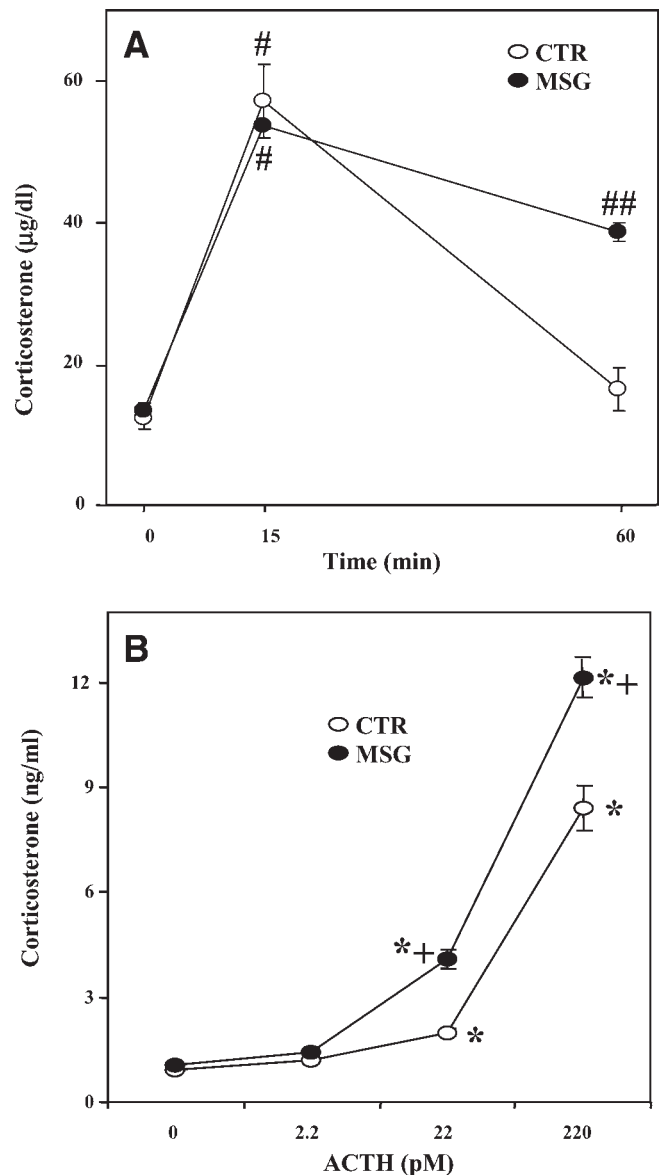 A
#
CTR
MSG
60
#
##
40
20
0
Corticosterone (µg/dl)
0 15 60
Time (min)
B
12
*+
CTR
MSG
9
*
6
*+
3
*
0
Corticosterone (ng/ml)
0 2.2 22 220
ACTH (pM)